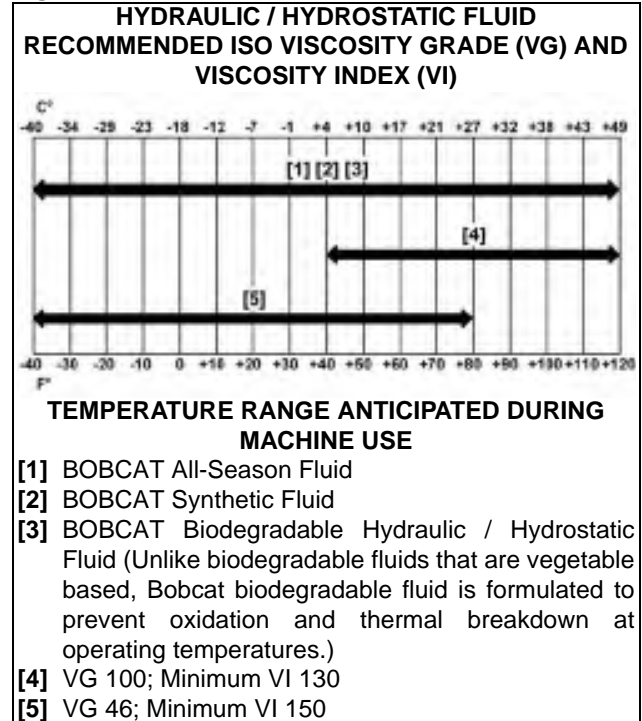 HYDRAULIC / HYDROSTATIC FLUID
RECOMMENDED ISO VISCOSITY GRADE (VG) AND
VISCOSITY INDEX (VI)
C°
-40 -34 -29 -23 -18 -12 -7 -1 +4 +10 +17 +21 +27 +32 +38 +43 +49
[1] [2] [3]
[4]
[5]
-40 -30 -20 -10 0 +10 +20 +30 +40 +50 +60 +70 +80 +90 +100 +110 +120
F°
TEMPERATURE RANGE ANTICIPATED DURING
MACHINE USE
[1] BOBCAT All-Season Fluid
[2] BOBCAT Synthetic Fluid
[3] BOBCAT Biodegradable Hydraulic / Hydrostatic
Fluid (Unlike biodegradable fluids that are vegetable
based, Bobcat biodegradable fluid is formulated to
prevent oxidation and thermal breakdown at
operating temperatures.)
[4] VG 100; Minimum VI 130
[5] VG 46; Minimum VI 150